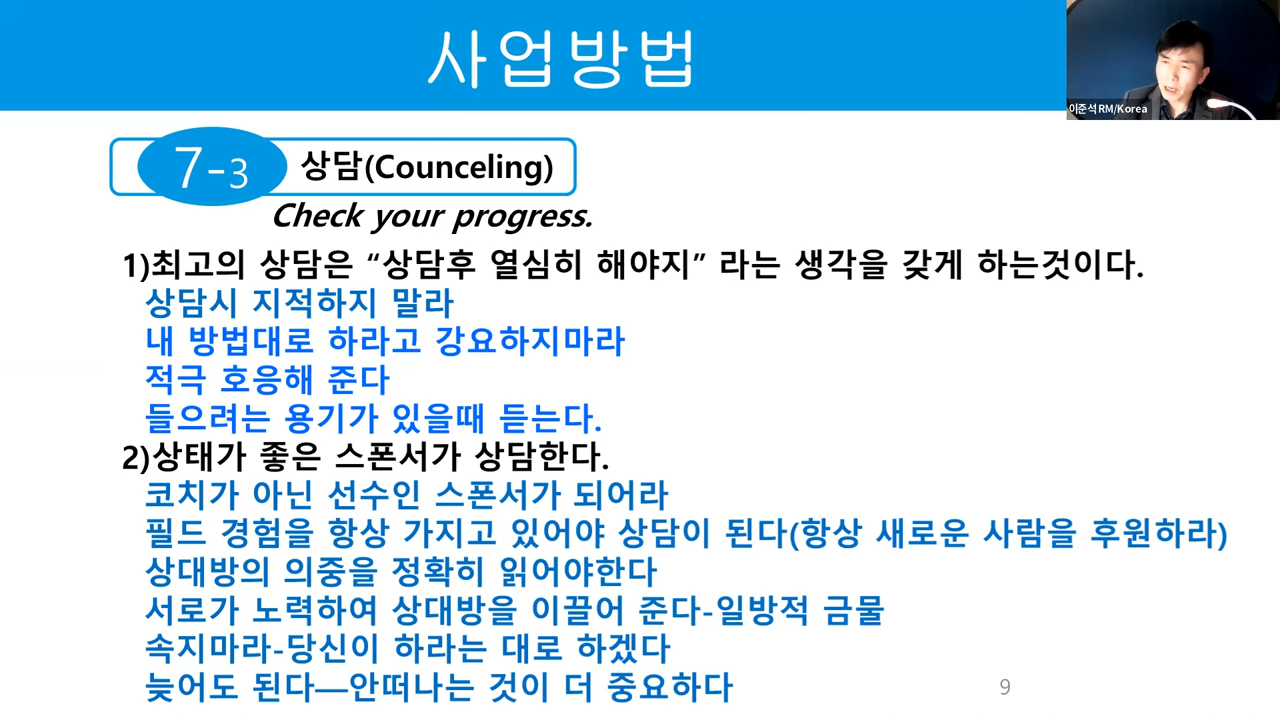 사업방법
이준석 RM/Korea
7-3 상담(Counceling)
Check your progress.
1)최고의 상담은 “상담후 열심히 해야지” 라는 생각을 갖게 하는것이다.
상담시 지적하지 말라
내 방법대로 하라고 강요하지마라
적극 호응해 준다
들으려는 용기가 있을때 듣는다.
2)상태가 좋은 스폰서가 상담한다.
코치가 아닌 선수인 스폰서가 되어라
필드 경험을 항상 가지고 있어야 상담이 된다(항상 새로운 사람을 후원하라)
상대방의 의중을 정확히 읽어야한다
서로가 노력하여 상대방을 이끌어 준다-일방적 금물
속지마라-당신이 하라는 대로 하겠다
늦어도 된다—안떠나는 것이 더 중요하다
9